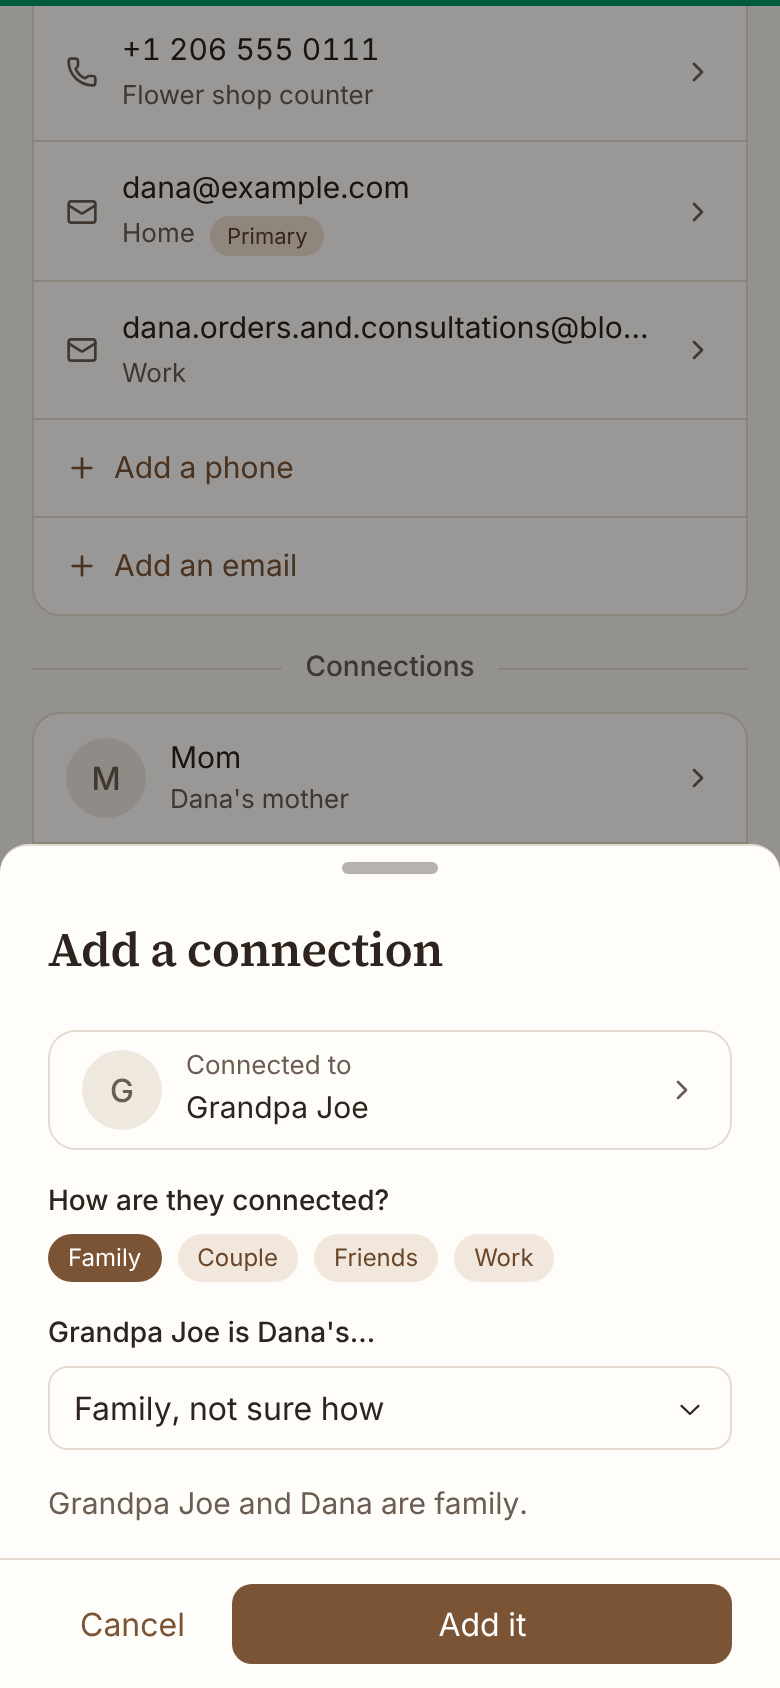 +1 206 555 0111
Flower shop counter
dana@example.com
Home Primary
dana.orders.and.consultations@blo...
Work
Add a phone
Add an email
Connections
M
Mom
Dana's mother
Add a connection
G
Connected to
Grandpa Joe
How are they connected?
Family Couple Friends Work
Grandpa Joe is Dana's...
Family, not sure how
Grandpa Joe and Dana are family.
Cancel Add it